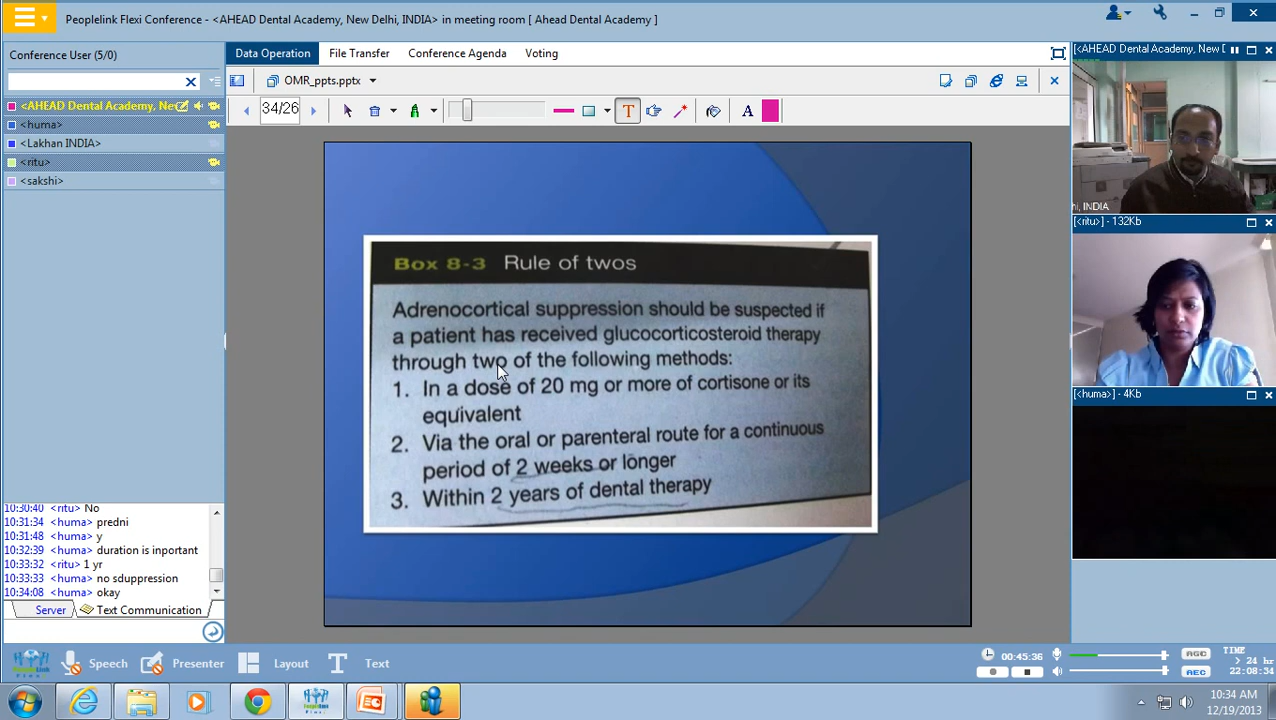 Peoplelink Flexi Conference - <AHEAD Dental Academy, New Delhi, INDIA> in meeting room [ Ahead Dental Academy ]
Conference User (5/0)
<AHEAD Dental Academy, Ne
<huma>
<Lakhan INDIA>
<ritu>
<sakshi>
10:30:40 <ritu> No
10:31:34 <huma> predni
10:31:48 <huma> y
10:32:39 <huma> duration is inportant
10:33:32 <ritu> 1 yr
10:33:33 <huma> no sduppression
10:34:08 <huma> okay
Server Text Communication
Data Operation File Transfer Conference Agenda Voting
OMR_ppts.pptx
34/26
T
A
Box 8-3 Rule of twos
Adrenocortical suppression should be suspected if
a patient has received glucocorticosteroid therapy
through two of the following methods:
1. In a dose of 20 mg or more of cortisone or its
equivalent
2. Via the oral or parenteral route for a continuous
period of 2 weeks or longer
3. Within 2 years of dental therapy
[<AHEAD Dental Academy, New D
hi, INDIA
[<ritu>] - 132Kb
[<huma>] - 4Kb
Speech Presenter Layout Text
00:45:36
AGC
AEC
TIME
> 24 hr
22:08:34
10:34 AM
12/19/2013